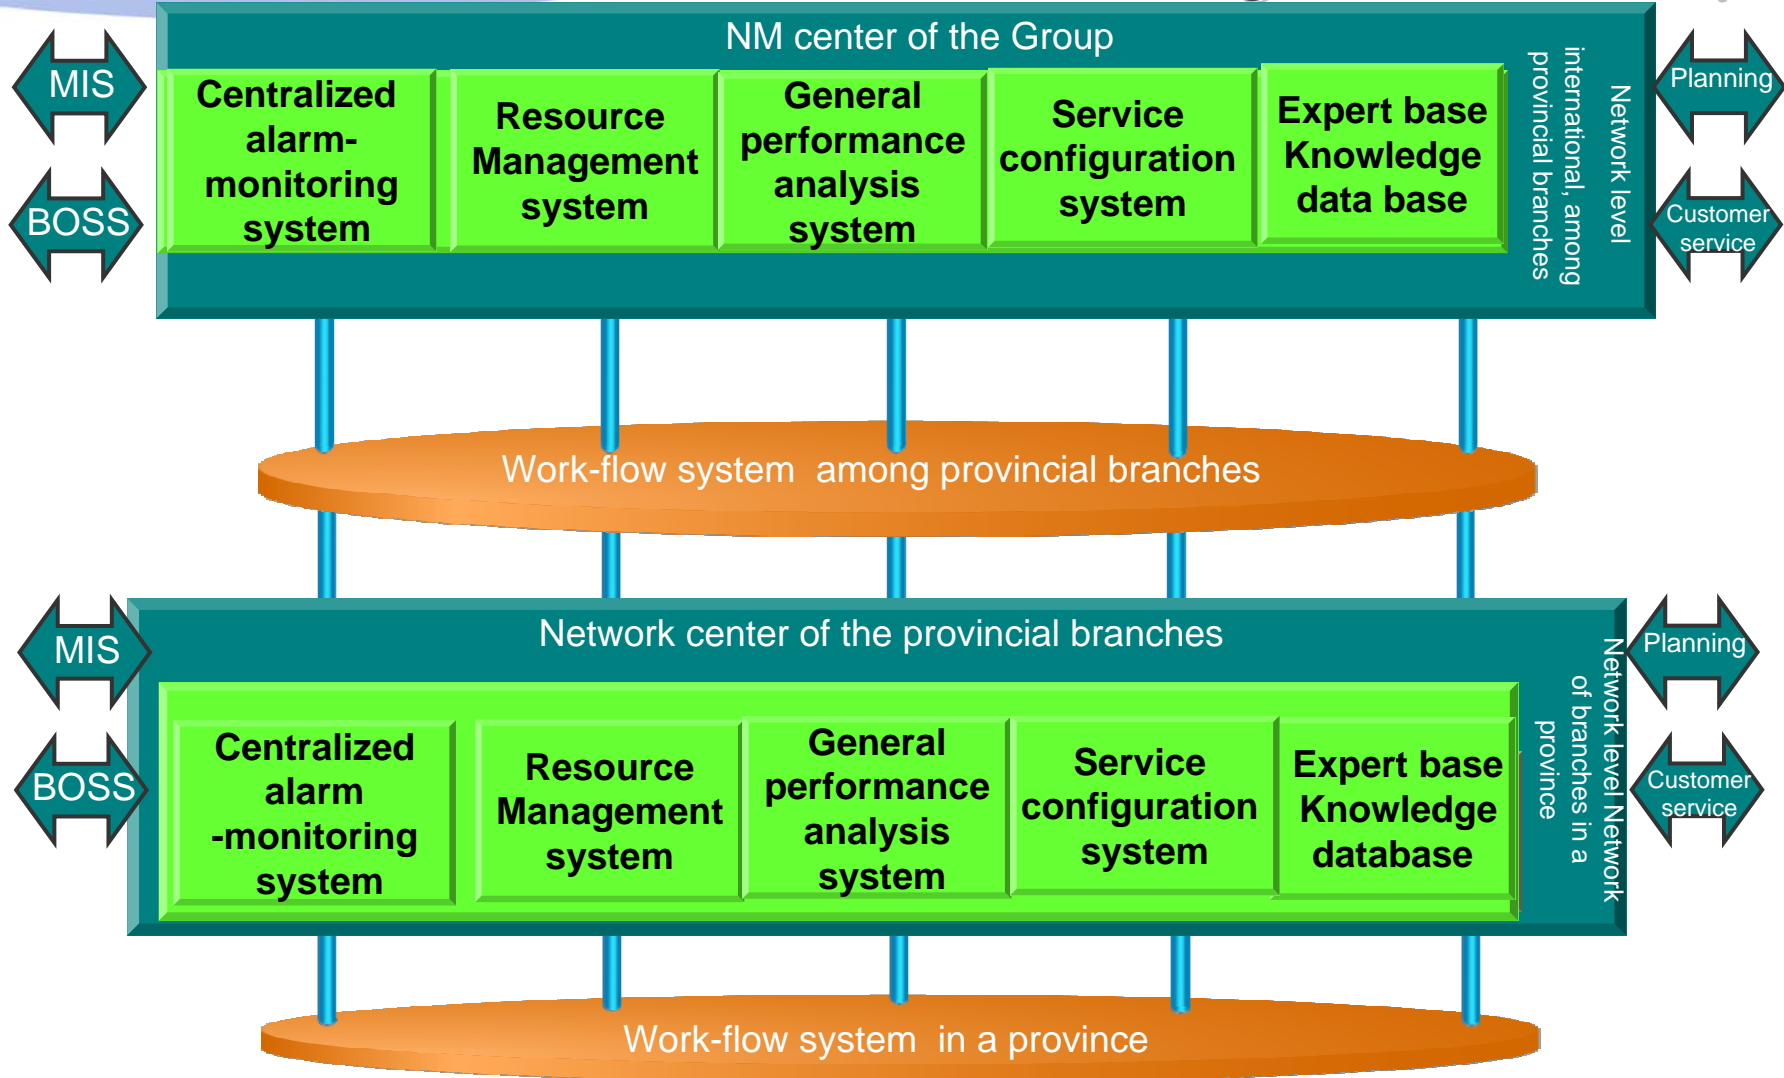 NM center of the Group
MIS
BOSS
Centralized
alarm-
monitoring
system
Resource
Management
system
General
performance
analysis
system
Service
configuration
system
Expert base
Knowledge
data base
Network level
international, among
provincial branches
Planning
Customer
service
Work-flow system  among provincial branches
Network center of the provincial branches
MIS
BOSS
Centralized
alarm
-monitoring
system
Resource
Management
system
General
performance
analysis
system
Service
configuration
system
Expert base
Knowledge
database
Network level Network
of branches in a
province
Planning
Customer
service
Work-flow system  in a province